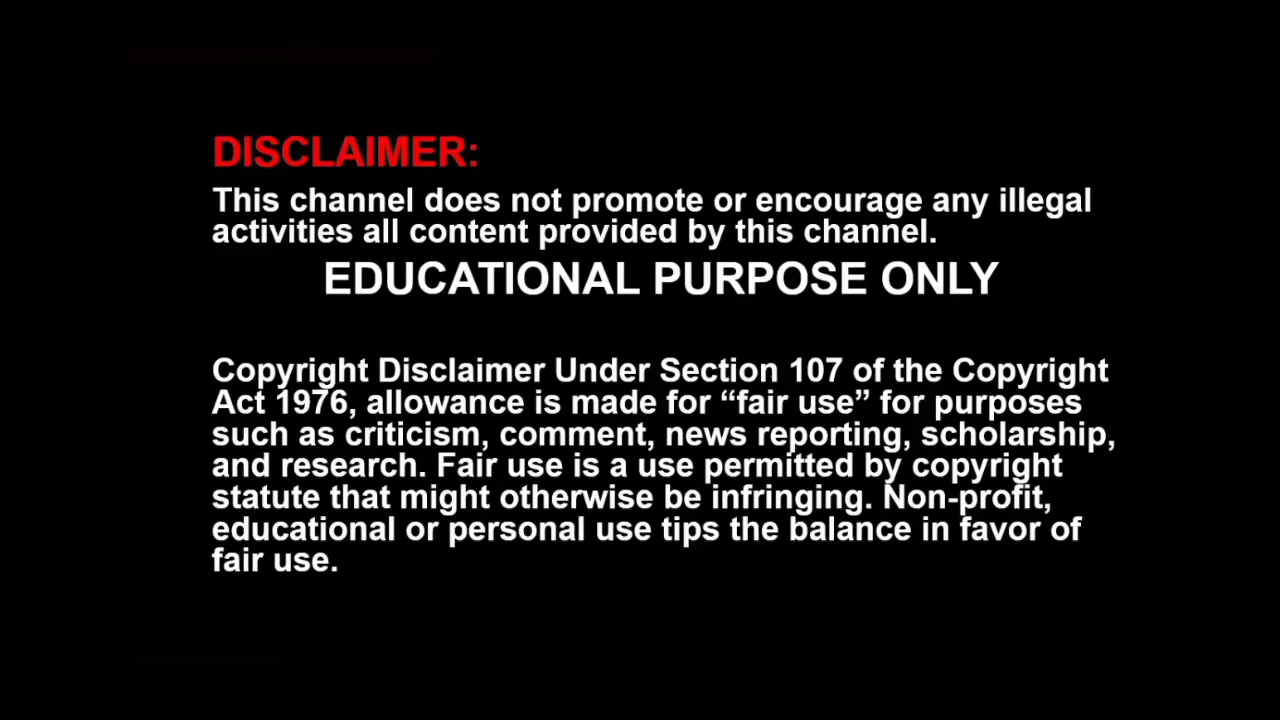 DISCLAIMER:
This channel does not promote or encourage any illegal
activities all content provided by this channel.
EDUCATIONAL PURPOSE ONLY
Copyright Disclaimer Under Section 107 of the Copyright
Act 1976, allowance is made for “fair use” for purposes
such as criticism, comment, news reporting, scholarship,
and research. Fair use is a use permitted by copyright
statute that might otherwise be infringing. Non-profit,
educational or personal use tips the balance in favor of
fair use.